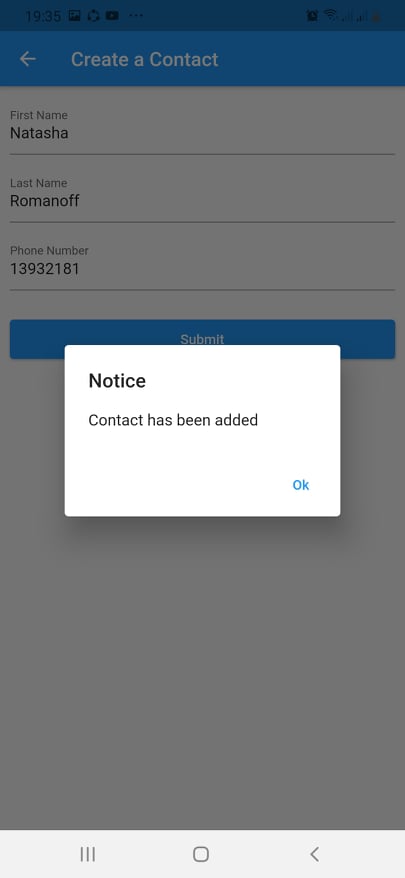 19:35
Create a Contact
First Name
Natasha
Last Name
Romanoff
Phone Number
13932181
Submit
Notice
Contact has been added
Ok